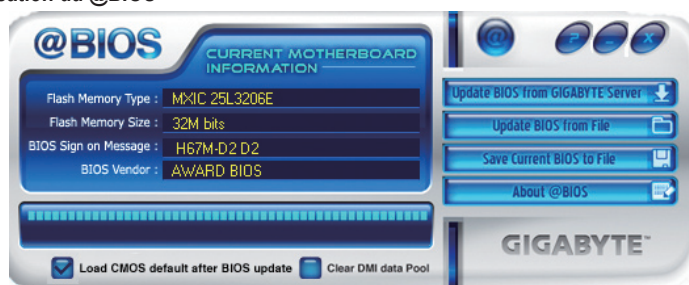 @BIOS
CURRENT MOTHERBOARD
INFORMATION
Flash Memory Type : MXIC 25L3206E
Flash Memory Size : 32M bits
BIOS Sign on Message : H67M-D2 D2
BIOS Vendor : AWARD BIOS
Load CMOS default after BIOS update
Clear DMI data Pool
@
? _ X
Update BIOS from GIGABYTE Server
Update BIOS from File
Save Current BIOS to File
About @BIOS
GIGABYTE™